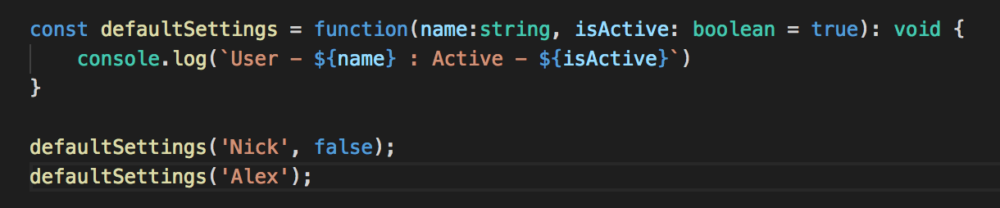 const defaultSettings = function(name:string, isActive: boolean = true): void {
    console.log(`User – ${name} : Active – ${isActive}`)
}

defaultSettings('Nick', false);
defaultSettings('Alex');